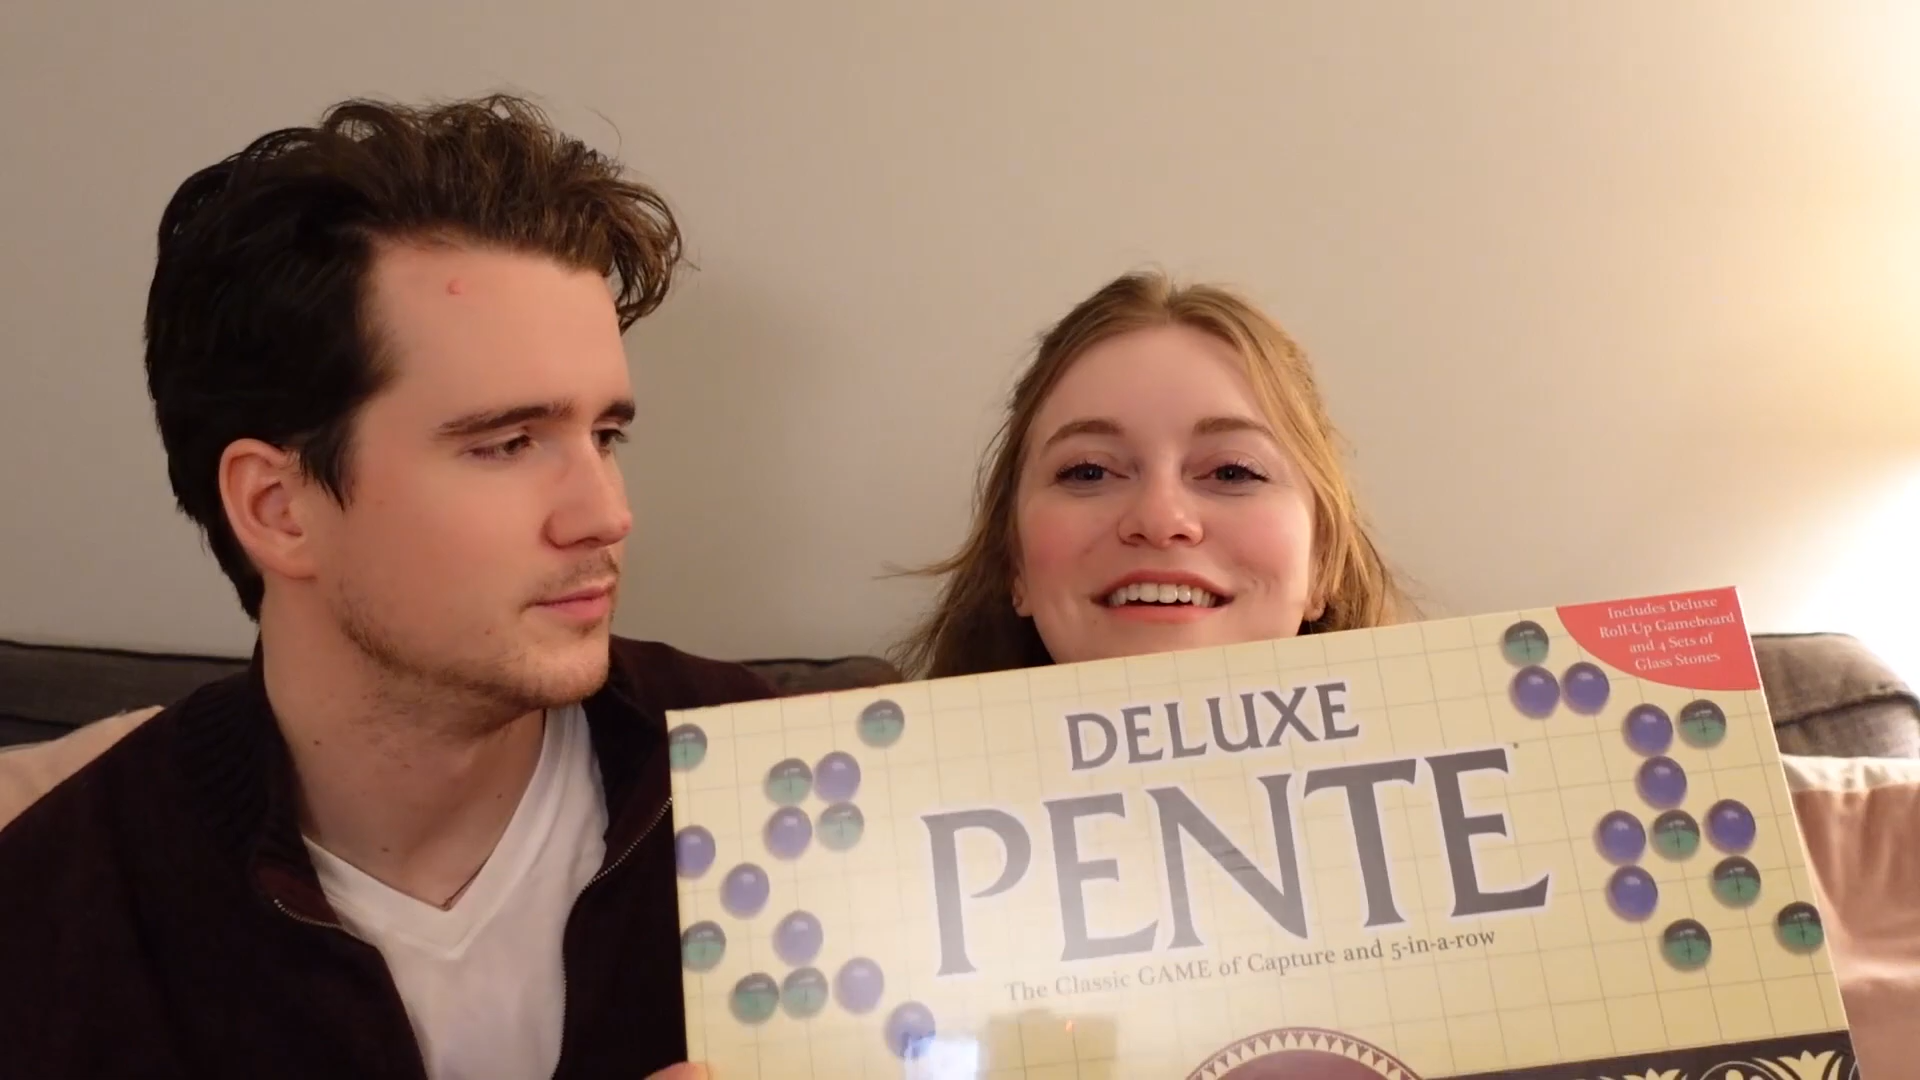 Includes Deluxe
Roll-Up Gameboard
and 4 Sets of
Glass Stones
DELUXE
PENTE
The Classic GAME of Capture and 5-in-a-row